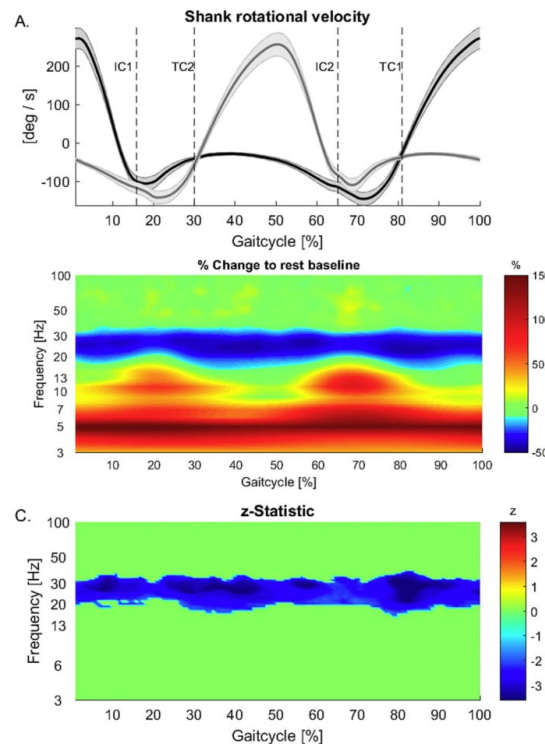 A.
Shank rotational velocity
IC1 TC2 IC2 TC1
[deg / s]
200
100
0
-100
10 20 30 40 50 60 70 80 90 100
Gaitcycle [%]
% Change to rest baseline
%
Frequency [Hz]
100
50
30
20
13
10
7
5
3
150
100
50
0
-50
10 20 30 40 50 60 70 80 90 100
Gaitcycle [%]
C.
z-Statistic
z
Frequency [Hz]
100
50
30
20
13
6
3
3
2
1
0
-1
-2
-3
10 20 30 40 50 60 70 80 90 100
Gaitcycle [%]